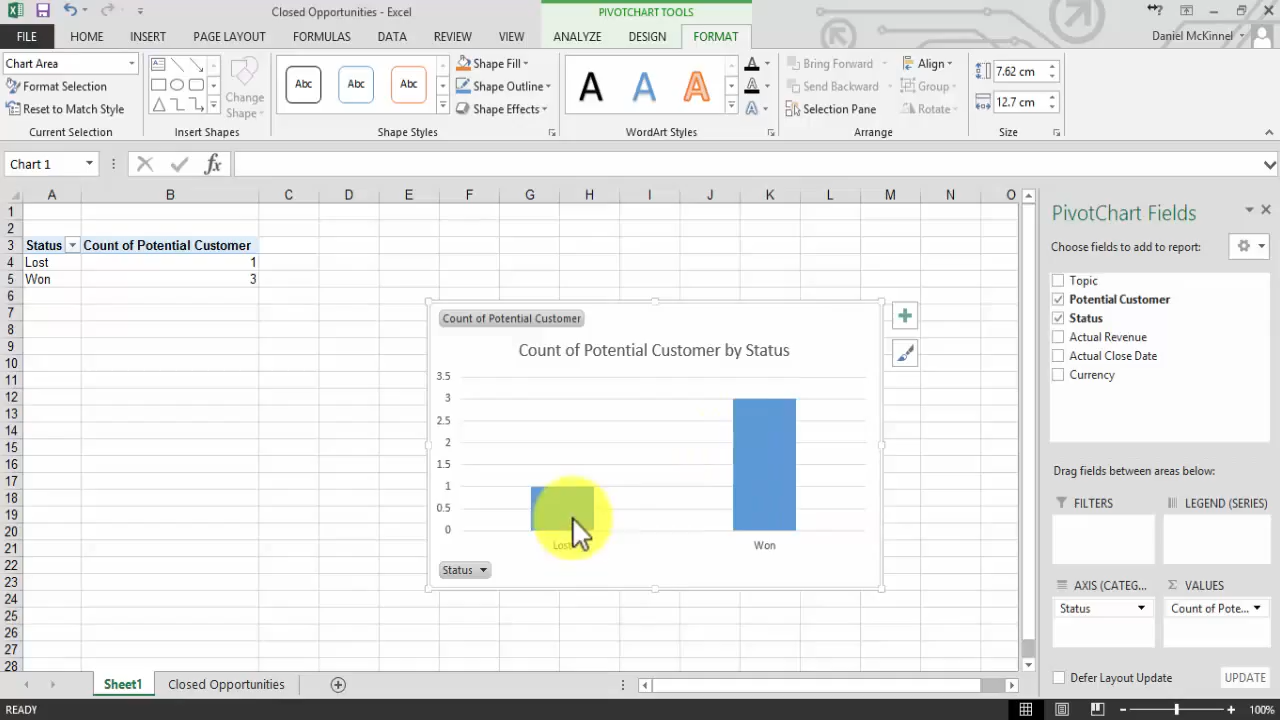 Closed Opportunities - Excel
PIVOTCHART TOOLS
FILE HOME INSERT PAGE LAYOUT FORMULAS DATA REVIEW VIEW ANALYZE DESIGN FORMAT Daniel McKinnel
Chart Area
Format Selection
Reset to Match Style
Current Selection
Change
Shape
Insert Shapes
Abc Abc Abc
Shape Fill
Shape Outline
Shape Effects
Shape Styles
A A A
A
A
A
WordArt Styles
Bring Forward
Send Backward
Selection Pane
Align
Group
Rotate
Arrange
7.62 cm
12.7 cm
Size
Chart 1
fx
A B C D E F G H I J K L M N O
1
2
3 Status Count of Potential Customer
4 Lost 1
5 Won 3
6
7
8
9
10
11
12
13
14
15
16
17
18
19
20
21
22
23
24
25
26
27
28
Count of Potential Customer
Count of Potential Customer by Status
3.5
3
2.5
2
1.5
1
0.5
0
Lost Won
Status
PivotChart Fields
Choose fields to add to report:
Topic
Potential Customer
Status
Actual Revenue
Actual Close Date
Currency
Drag fields between areas below:
FILTERS LEGEND (SERIES)
AXIS (CATEG... Σ VALUES
Status Count of Pote...
Defer Layout Update UPDATE
Sheet1 Closed Opportunities
READY 100%